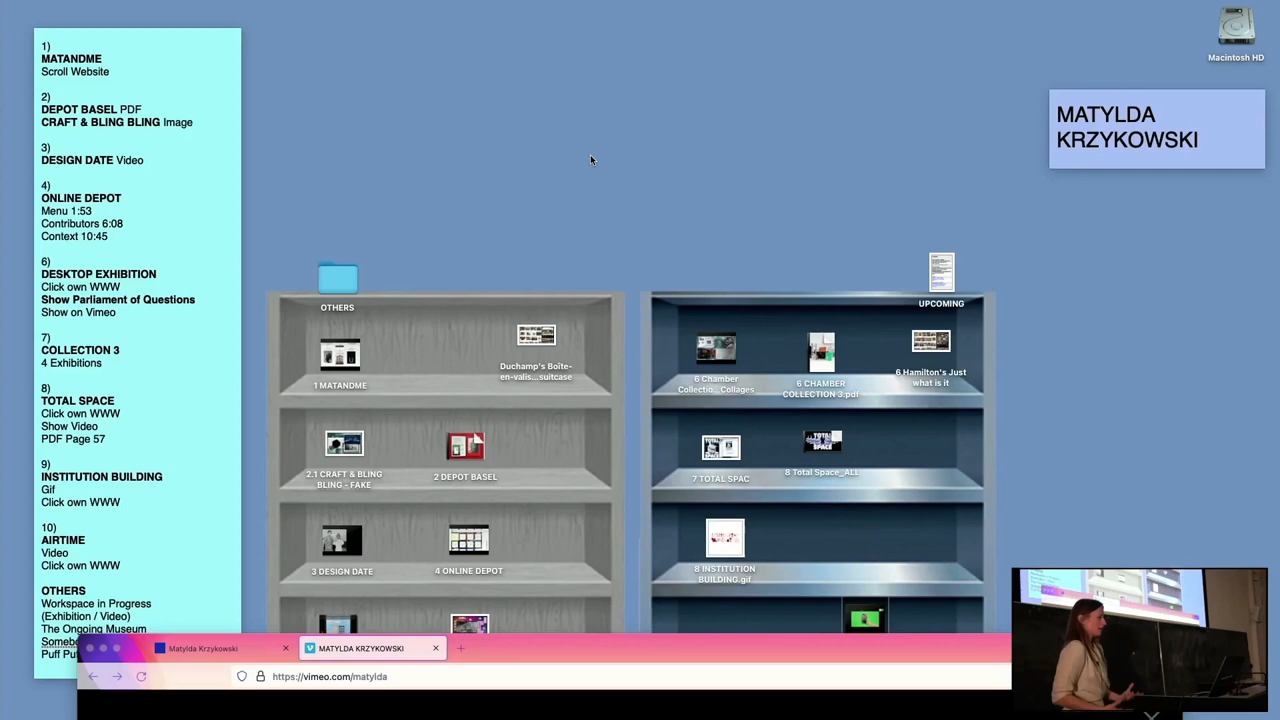 1)
MATANDME
Scroll Website
2)
DEPOT BASEL PDF
CRAFT & BLING BLING Image
3)
DESIGN DATE Video
4)
ONLINE DEPOT
Menu 1:53
Contributors 6:08
Context 10:45
6)
DESKTOP EXHIBITION
Click own WWW
Show Parliament of Questions
Show on Vimeo
7)
COLLECTION 3
4 Exhibitions
8)
TOTAL SPACE
Click own WWW
Show Video
PDF Page 57
9)
INSTITUTION BUILDING
Gif
Click own WWW
10)
AIRTIME
Video
Click own WWW
OTHERS
Workspace in Progress
(Exhibition / Video)
The Ongoing Museum
Puff
OTHERS
1 MATANDME
Duchamp's Boîte-
en-valis...suitcase
2.1 CRAFT & BLING
BLING - FAKE
2 DEPOT BASEL
3 DESIGN DATE
4 ONLINE DEPOT
UPCOMING
6 Chamber
Collectio...Collages
6 CHAMBER
COLLECTION 3.pdf
6 Hamilton's Just
what is it
7 TOTAL SPAC
8 Total Space_ALL
TOTAL
SPACE
8 INSTITUTION
BUILDING.gif
Macintosh HD
MATYLDA
KRZYKOWSKI
Matylda Krzykowski
MATYLDA KRZYKOWSKI
https://vimeo.com/matylda